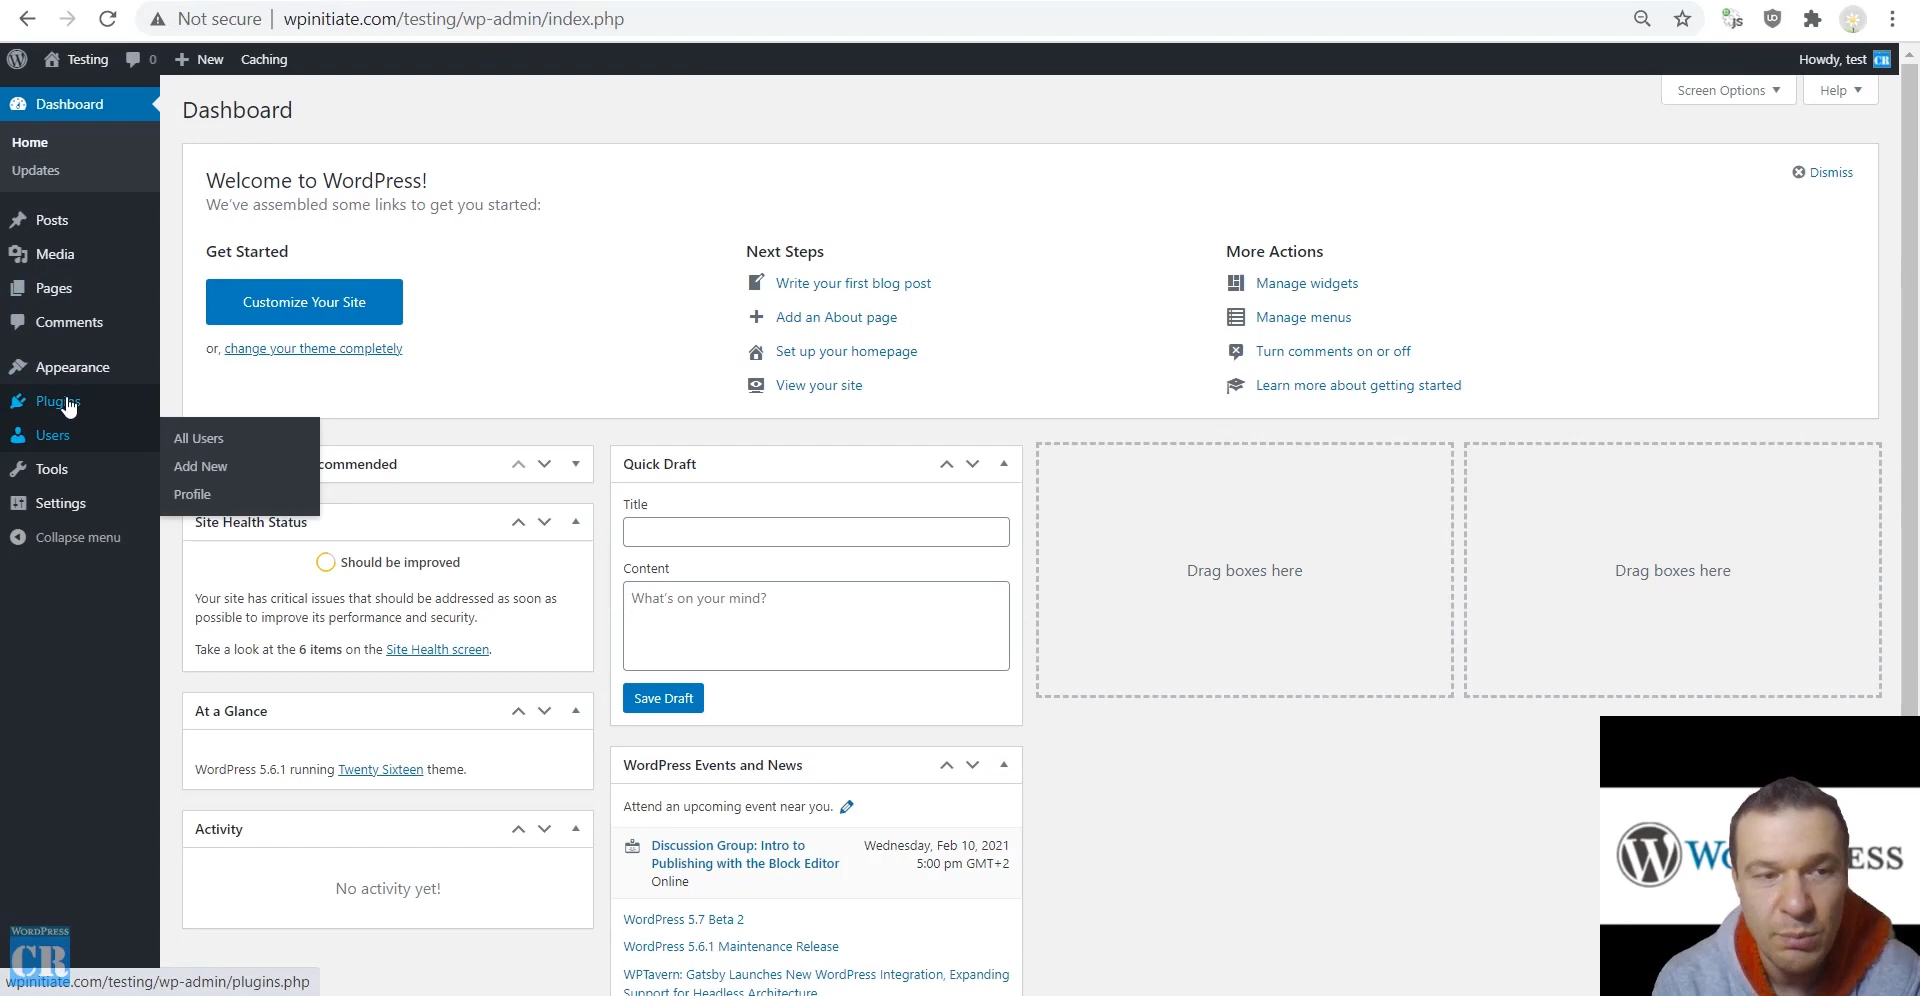 Not secure | wpinitiate.com/testing/wp-admin/index.php
JS
Testing 0 New Caching
Howdy, test CR
Dashboard
Home
Updates
Posts
Media
Pages
Comments
Appearance
Plugins
Users
Tools
Settings
Collapse menu
All Users
Add New
Profile
Dashboard
Screen Options
Help
Welcome to WordPress!
We've assembled some links to get you started:
Dismiss
Get Started
Customize Your Site
or, change your theme completely
Next Steps
Write your first blog post
Add an About page
Set up your homepage
View your site
More Actions
Manage widgets
Manage menus
Turn comments on or off
Learn more about getting started
commended
Site Health Status
Should be improved
Your site has critical issues that should be addressed as soon as
possible to improve its performance and security.
Take a look at the 6 items on the Site Health screen.
At a Glance
WordPress 5.6.1 running Twenty Sixteen theme.
Activity
No activity yet!
Quick Draft
Title
Content
What's on your mind?
Save Draft
WordPress Events and News
Attend an upcoming event near you.
Discussion Group: Intro to
Publishing with the Block Editor
Online
Wednesday, Feb 10, 2021
5:00 pm GMT+2
WordPress 5.7 Beta 2
WordPress 5.6.1 Maintenance Release
WPTavern: Gatsby Launches New WordPress Integration, Expanding
Support for Headless Architecture
Drag boxes here
Drag boxes here
WORDPRESS
CR
wpinitiate.com/testing/wp-admin/plugins.php